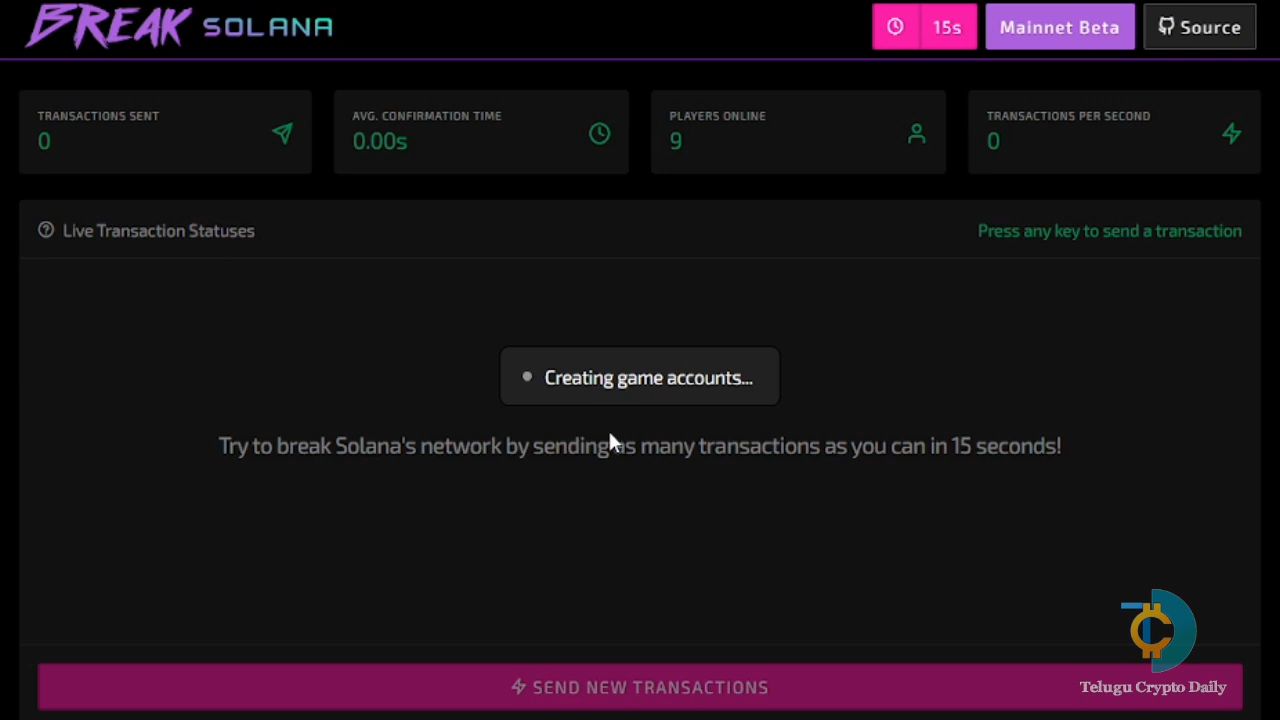 BREAK SOLANA
15s
Mainnet Beta
Source
TRANSACTIONS SENT
0
AVG. CONFIRMATION TIME
0.00s
PLAYERS ONLINE
9
TRANSACTIONS PER SECOND
0
Live Transaction Statuses
Press any key to send a transaction
Creating game accounts...
Try to break Solana's network by sending as many transactions as you can in 15 seconds!
SEND NEW TRANSACTIONS
Telugu Crypto Daily